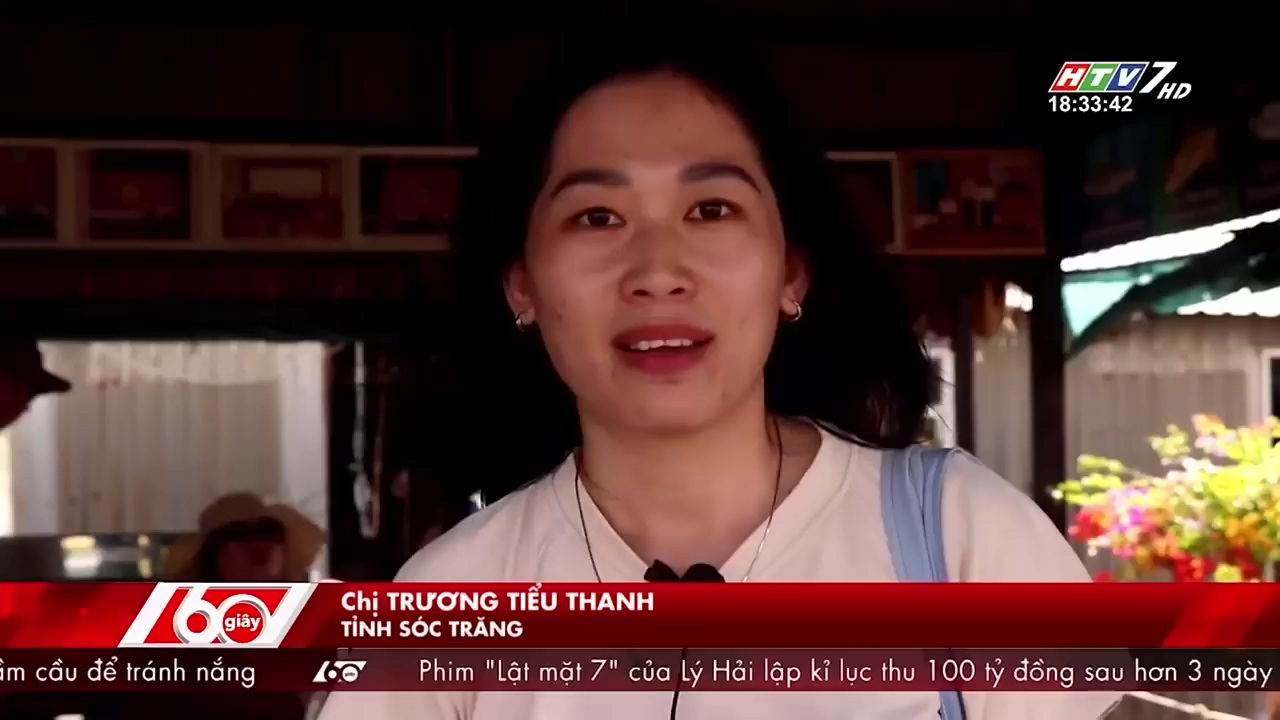 HTV7 HD
18:33:42
60 giây
Chị TRƯƠNG TIỂU THANH
TỈNH SÓC TRĂNG
cầu để tránh nắng
60 giây
Phim "Lật mặt 7" của Lý Hải lập kỉ lục thu 100 tỷ đồng sau hơn 3 ngày